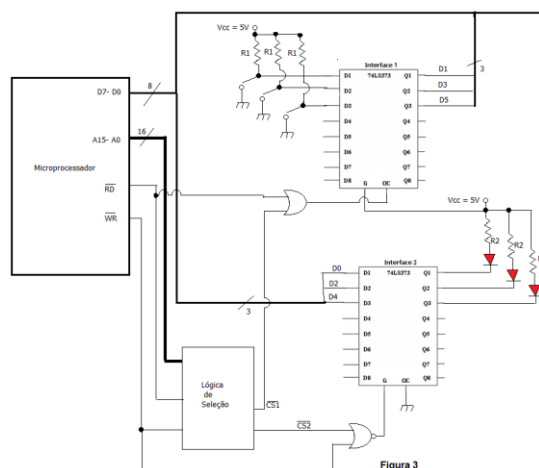 Vcc = 5V
R1
R1
R1
Interface 1
74LS373
D1 Q1
D2 Q2
D3 Q3
D4 Q4
D5 Q5
D6 Q6
D7 Q7
D8 Q8
G OC
D1
D3
D5
3
Microprocessador
D7- D0
8
A15- A0
16
RD
WR
Vcc = 5V
R2
R2
Interface 2
74LS373
D0
D2
D4
3
D1 Q1
D2 Q2
D3 Q3
D4 Q4
D5 Q5
D6 Q6
D7 Q7
D8 Q8
G OC
Lógica
de
Seleção
CS1
CS2
Figura 3